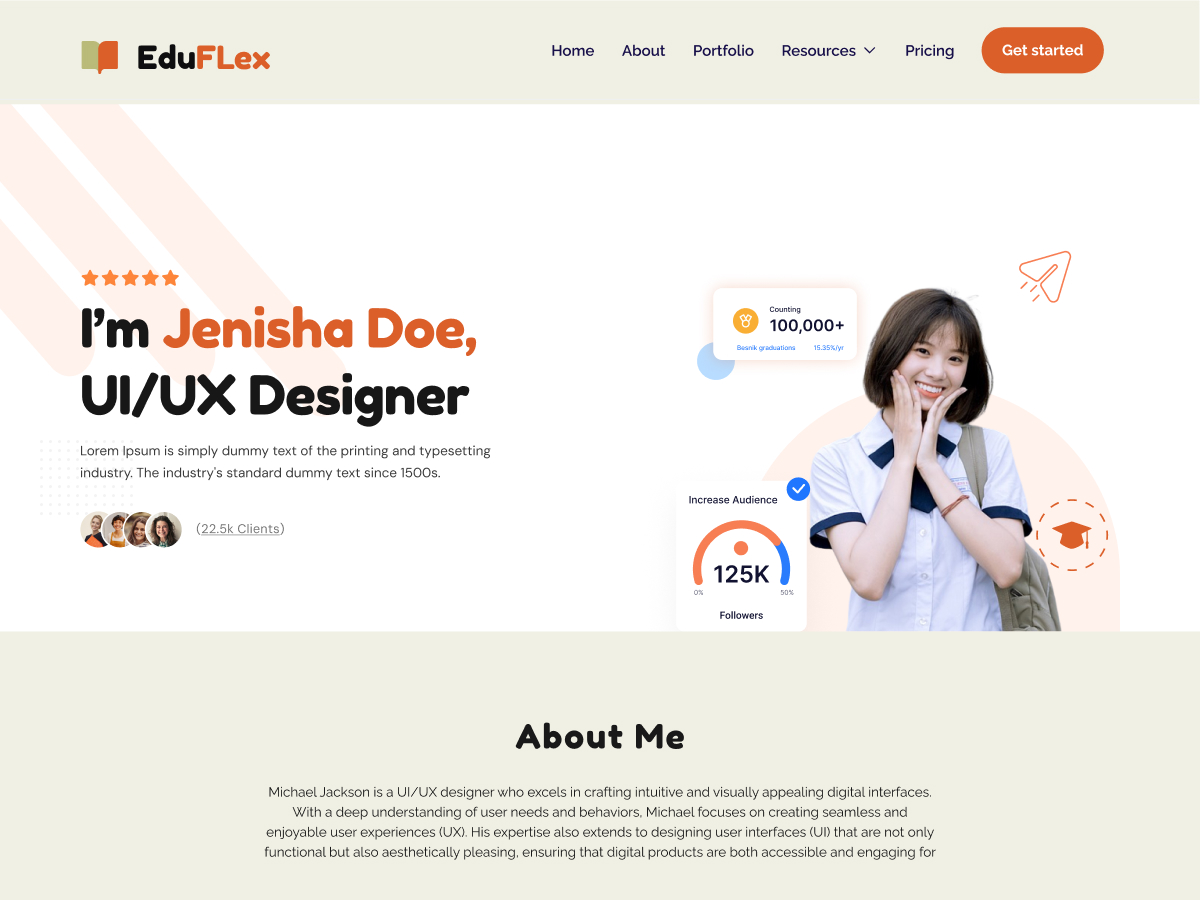 EduFLex
Home About Portfolio Resources Pricing Get started
I'm Jenisha Doe,
UI/UX Designer
Lorem Ipsum is simply dummy text of the printing and typesetting
industry. The industry's standard dummy text since 1500s.
(22.5k Clients)
Counting
100,000+
Besnik graduations 15.35%/yr
Increase Audience
125K
0% 50%
Followers
About Me
Michael Jackson is a UI/UX designer who excels in crafting intuitive and visually appealing digital interfaces.
With a deep understanding of user needs and behaviors, Michael focuses on creating seamless and
enjoyable user experiences (UX). His expertise also extends to designing user interfaces (UI) that are not only
functional but also aesthetically pleasing, ensuring that digital products are both accessible and engaging for